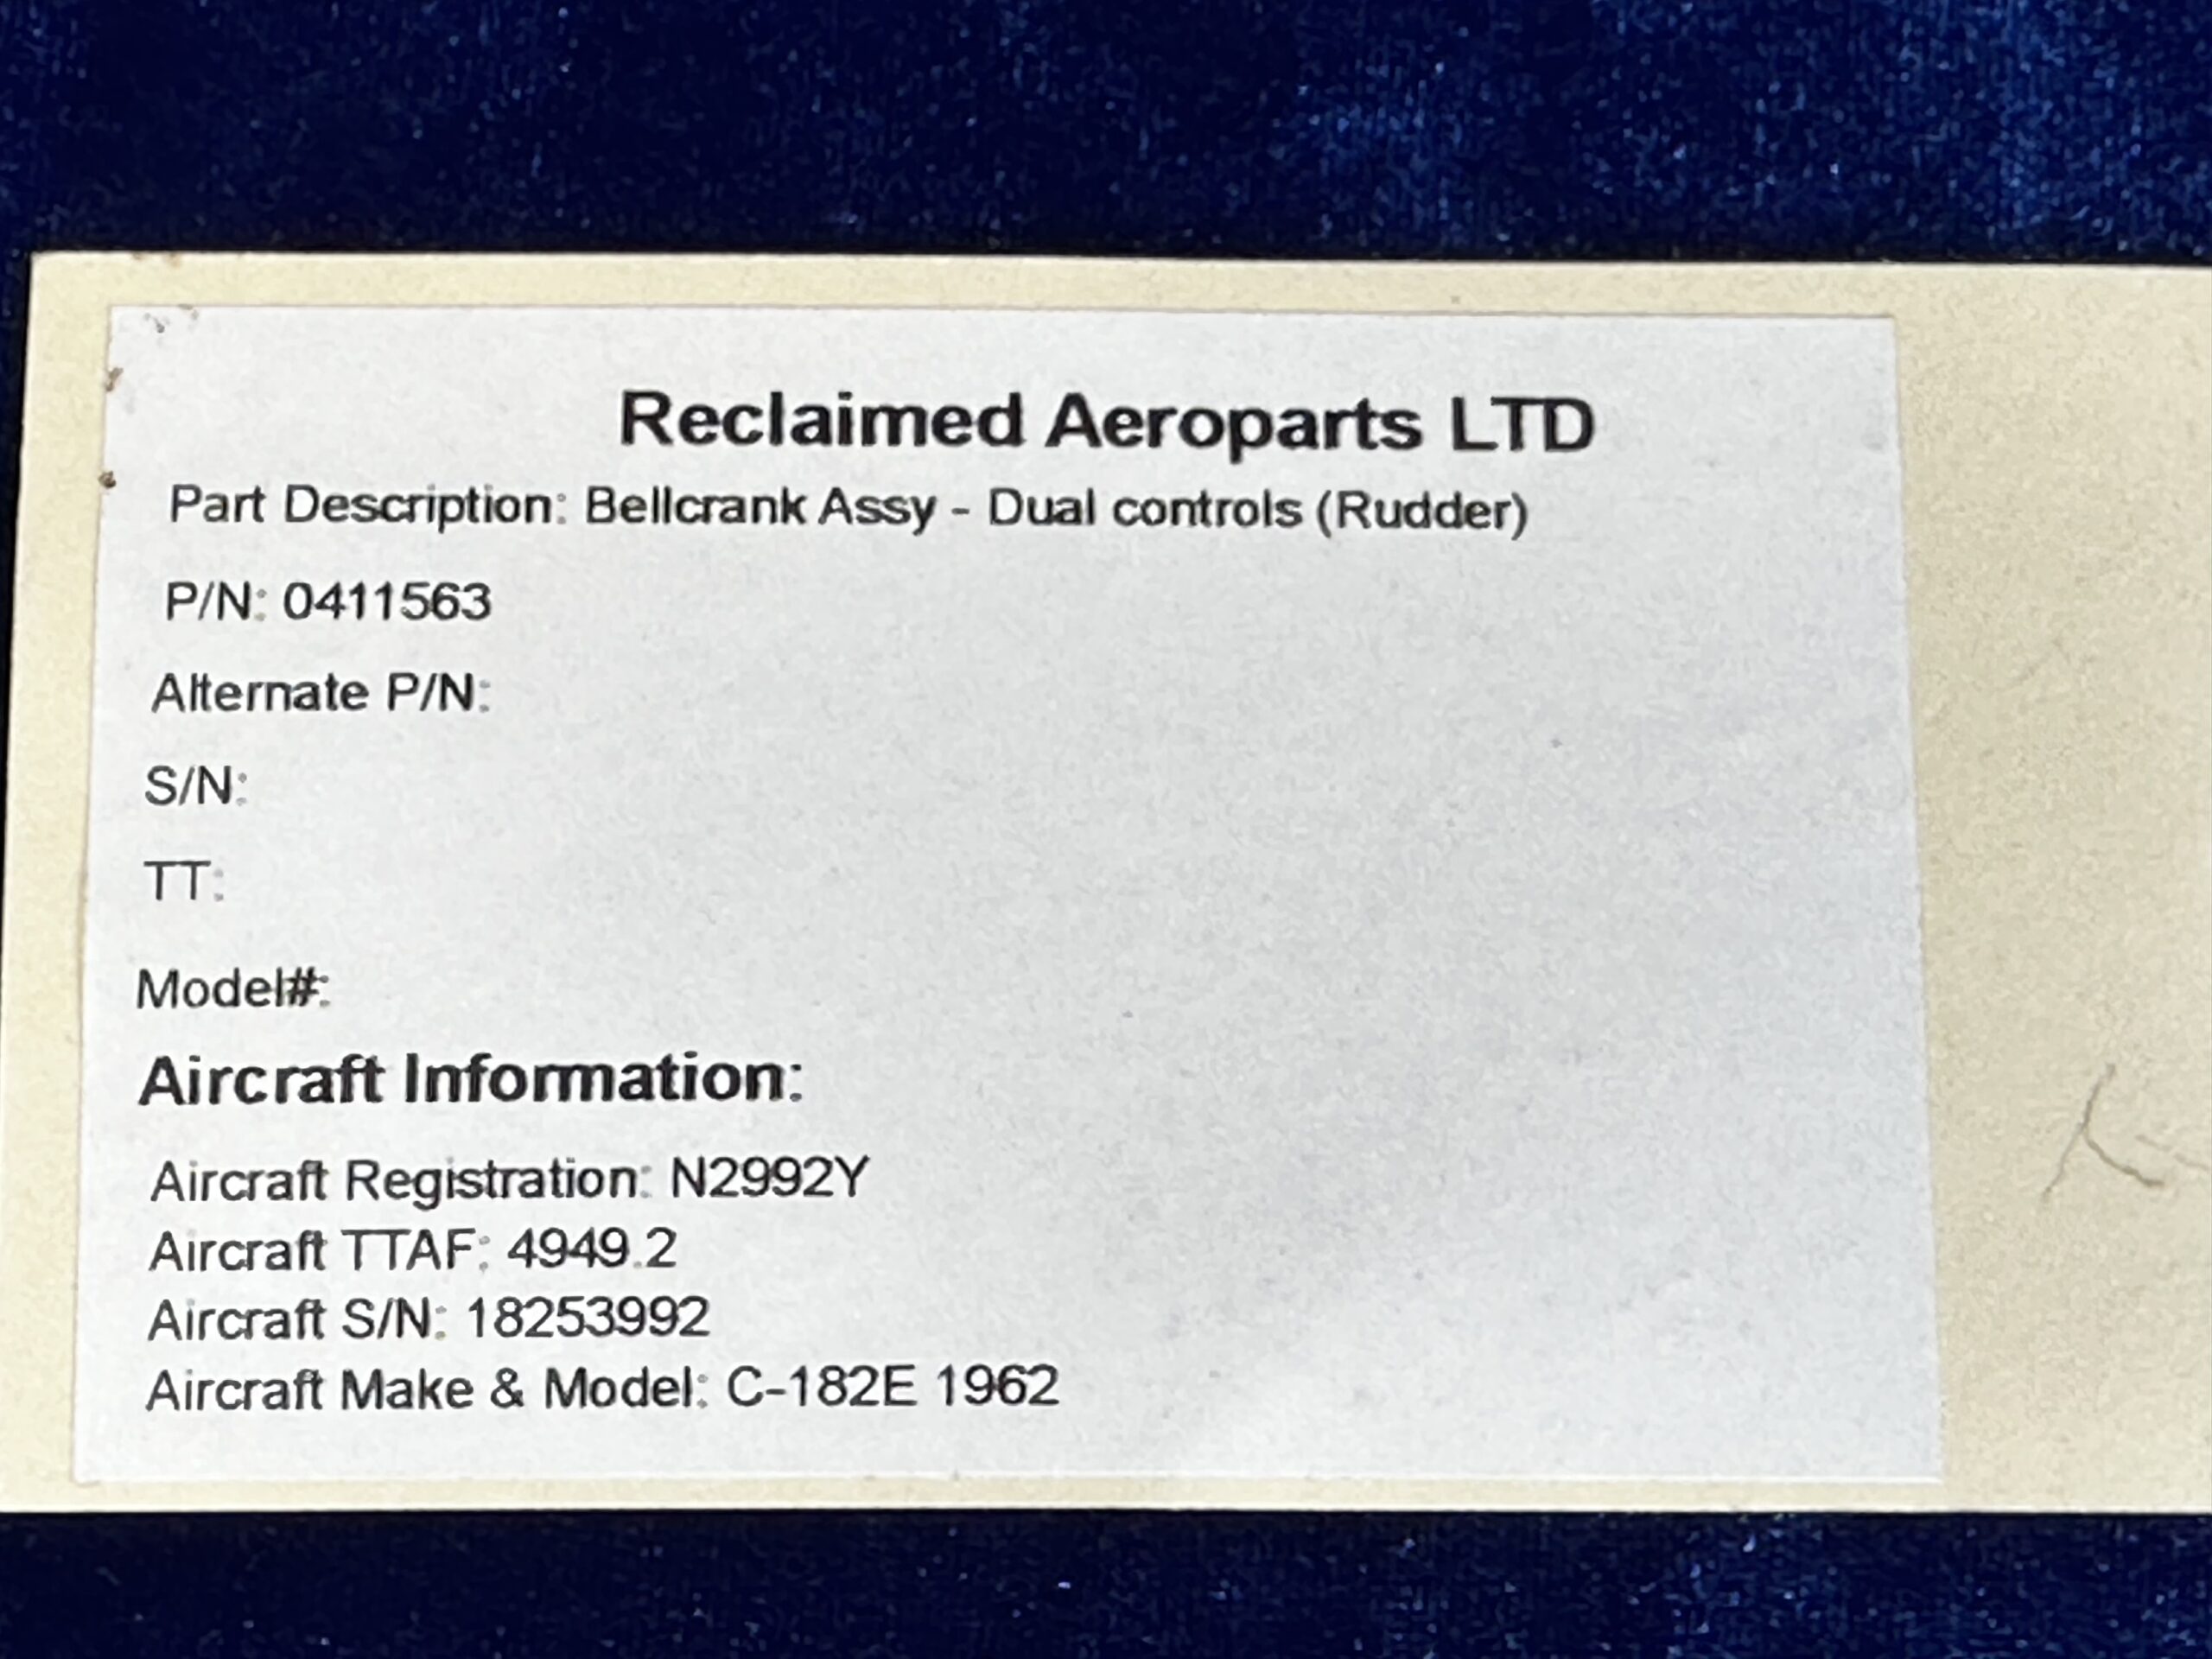 Reclaimed Aeroparts LTD
Part Description: Bellcrank Assy - Dual controls (Rudder)
P/N: 0411563
Alternate P/N:
S/N:
TT:
Model#:
Aircraft Information:
Aircraft Registration: N2992Y
Aircraft TTAF: 4949.2
Aircraft S/N: 18253992
Aircraft Make & Model: C-182E 1962